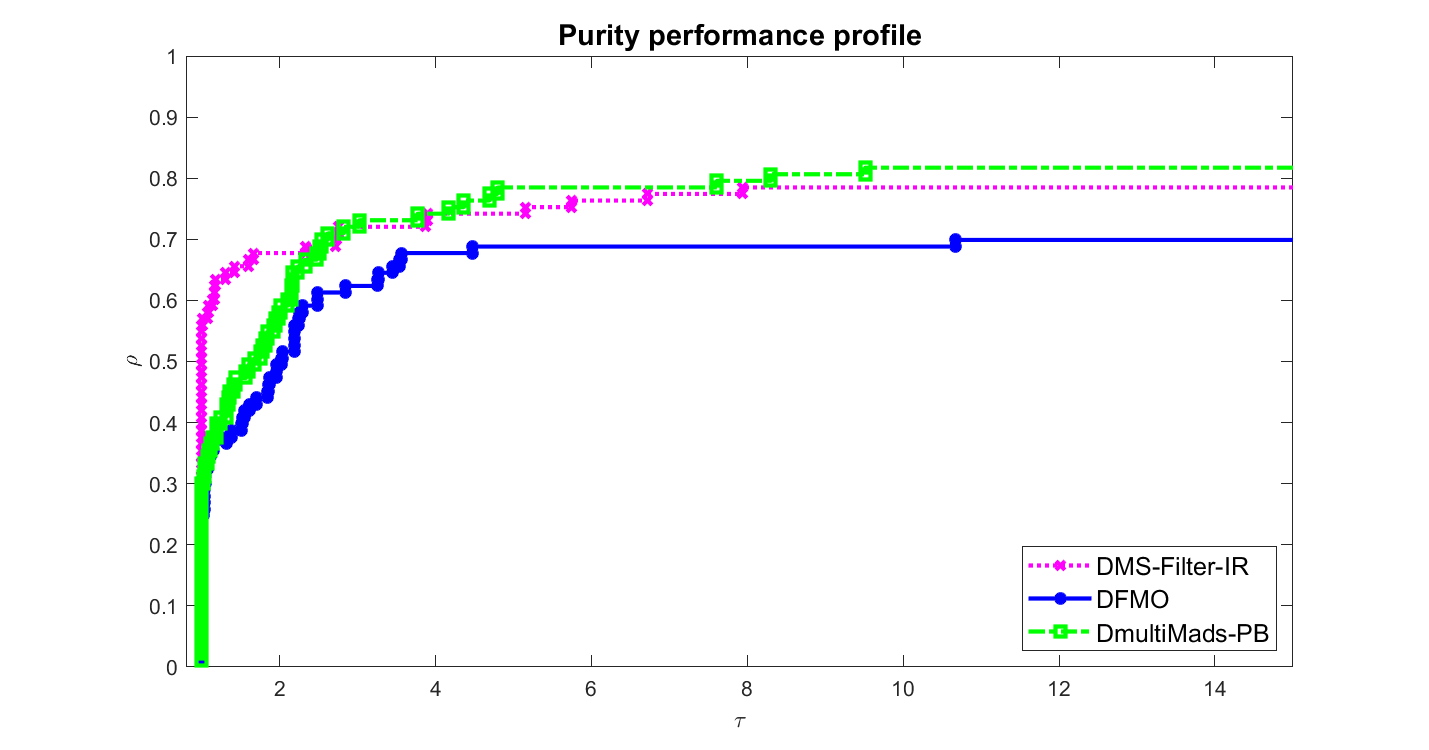 Purity performance profile
1
0.9
0.8
0.7
0.6
0.5
0.4
0.3
0.2
0.1
0
ρ
2 4 6 8 10 12 14
τ
DMS-Filter-IR
DFMO
DmultiMads-PB